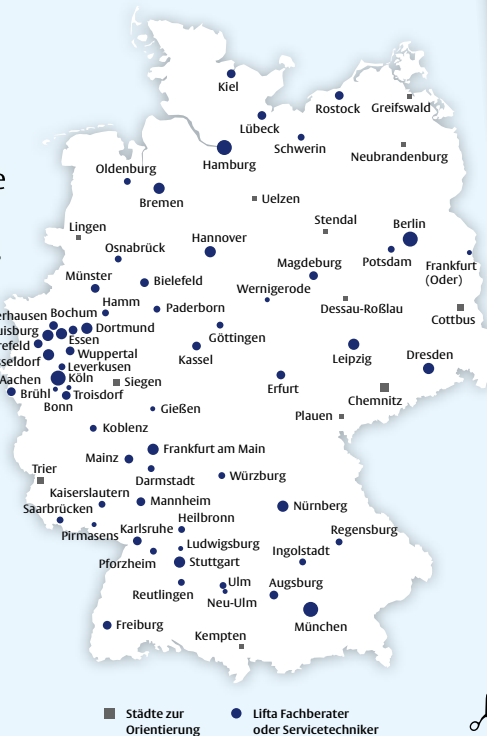 Kiel
Rostock
Greifswald
Lübeck
Schwerin
Hamburg
Neubrandenburg
Oldenburg
Bremen
Uelzen
Lingen
Stendal
Berlin
Hannover
Osnabrück
Potsdam
Magdeburg
Frankfurt
(Oder)
Münster
Bielefeld
Wernigerode
Hamm
Paderborn
Dessau-Roßlau
Cottbus
erhausen
Bochum
uisburg
Dortmund
Göttingen
Essen
refeld
Wuppertal
Kassel
Leipzig
Dresden
sseldorf
Leverkusen
Aachen
Köln
Siegen
Erfurt
Chemnitz
Brühl
Troisdorf
Bonn
Gießen
Plauen
Koblenz
Frankfurt am Main
Mainz
Trier
Darmstadt
Würzburg
Kaiserslautern
Mannheim
Saarbrücken
Nürnberg
Heilbronn
Pirmasens
Karlsruhe
Regensburg
Ludwigsburg
Ingolstadt
Pforzheim
Stuttgart
Reutlingen
Ulm
Augsburg
Neu-Ulm
Freiburg
München
Kempten
Städte zur
Orientierung
Lifta Fachberater
oder Servicetechniker